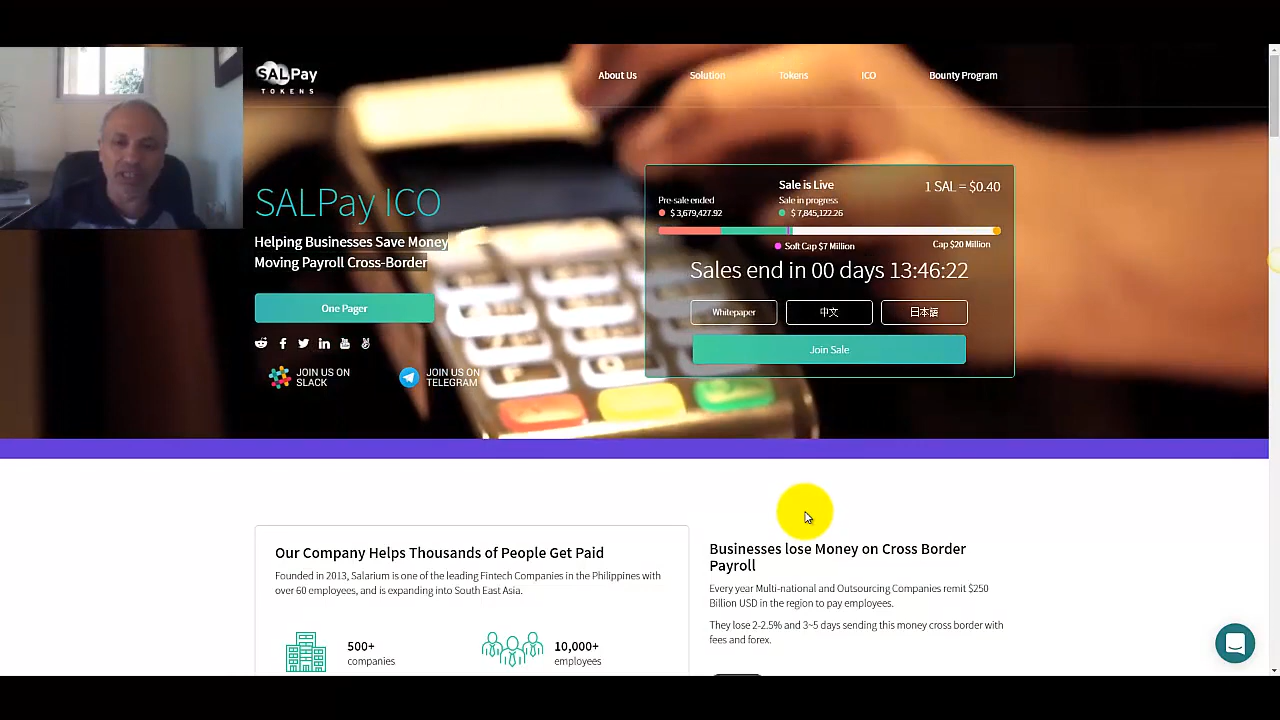 SALPay
TOKENS
About Us
Solution
Tokens
ICO
Bounty Program
SALPay ICO
Helping Businesses Save Money
Moving Payroll Cross-Border
One Pager
JOIN US ON
SLACK
JOIN US ON
TELEGRAM
Sale is Live
1 SAL = $0.40
Pre-sale ended
$ 3,679,427.92
Sale in progress
$ 7,845,122.26
Soft Cap $7 Million
Cap $20 Million
Sales end in 00 days 13:46:22
Whitepaper
中文
日本語
Join Sale
Our Company Helps Thousands of People Get Paid
Founded in 2013, Salarium is one of the leading Fintech Companies in the Philippines with
over 60 employees, and is expanding into South East Asia.
500+
companies
10,000+
employees
Businesses lose Money on Cross Border
Payroll
Every year Multi-national and Outsourcing Companies remit $250
Billion USD in the region to pay employees.
They lose 2-2.5% and 3~5 days sending this money cross border with
fees and forex.